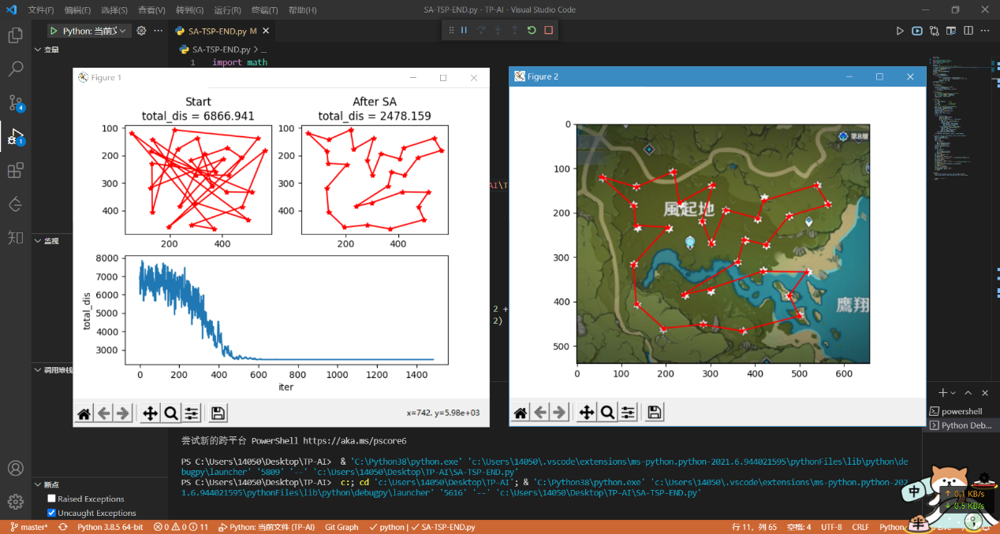 文件(F) 编辑(E) 选择(S) 查看(V) 转到(G) 运行(R) 终端(T) 帮助(H) SA-TSP-END.py - TP-AI - Visual Studio Code
Python: 当前文
SA-TSP-END.py M
变量
SA-TSP-END.py > ...
1 import math
4
1
知
监视
调用堆栈
断点
Raised Exceptions
Uncaught Exceptions
Figure 1
Start
total_dis = 6866.941
100
200
300
400
200 400
After SA
total_dis = 2478.159
100
200
300
400
200 400
8000
7000
6000
5000
4000
3000
total_dis
0 200 400 600 800 1000 1200 1400
iter
x=742. y=5.98e+03
Figure 2
0
100
200
300
400
500
0 100 200 300 400 500 600
風起地
鷹翔
2 +
2)
powershell
Python Deb...
尝试新的跨平台 PowerShell https://aka.ms/pscore6
PS C:\Users\14050\Desktop\TP-AI> & 'C:\Python38\python.exe' 'c:\Users\14050\.vscode\extensions\ms-python.python-2021.6.944021595\pythonFiles\lib\python\de
bugpy\launcher' '5809' '--' 'c:\Users\14050\Desktop\TP-AI\SA-TSP-END.py'
PS C:\Users\14050\Desktop\TP-AI> c:; cd 'c:\Users\14050\Desktop\TP-AI'; & 'C:\Python38\python.exe' 'c:\Users\14050\.vscode\extensions\ms-python.python-202
1.6.944021595\pythonFiles\lib\python\debugpy\launcher' '5616' '--' 'c:\Users\14050\Desktop\TP-AI\SA-TSP-END.py'
中
0.1 KB/s
0.5 KB/s
半
master* Python 3.8.5 64-bit 0 0 11 Python: 当前文件 (TP-AI) Git Graph python | SA-TSP-END.py
行 11，列 65 空格: 4 UTF-8 CRLF Python